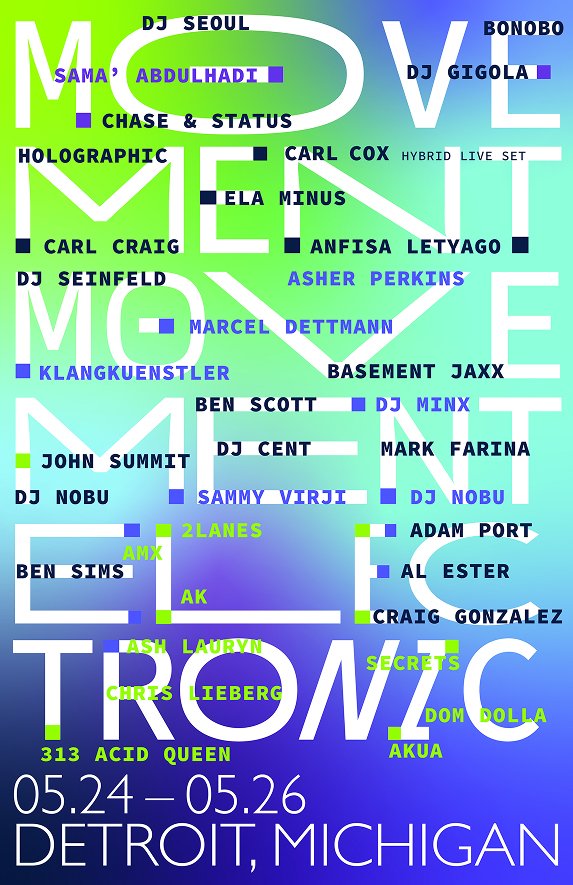 DJ SEOUL
BONOBO
MOVE
SAMA' ABDULHADI
DJ GIGOLA
CHASE & STATUS
HOLOGRAPHIC
CARL COX HYBRID LIVE SET
MENT
ELA MINUS
CARL CRAIG
ANFISA LETYAGO
DJ SEINFELD
ASHER PERKINS
MOVE
MARCEL DETTMANN
KLANGKUENSTLER
BASEMENT JAXX
BEN SCOTT
DJ MINX
MENT
DJ CENT
MARK FARINA
JOHN SUMMIT
DJ NOBU
SAMMY VIRJI
DJ NOBU
ELEC
2LANES
ADAM PORT
AMX
BEN SIMS
AL ESTER
AK
CRAIG GONZALEZ
TRONIC
ASH LAURYN
SECRETS
CHRIS LIEBERG
DOM DOLLA
313 ACID QUEEN
AKUA
05.24 – 05.26
DETROIT, MICHIGAN